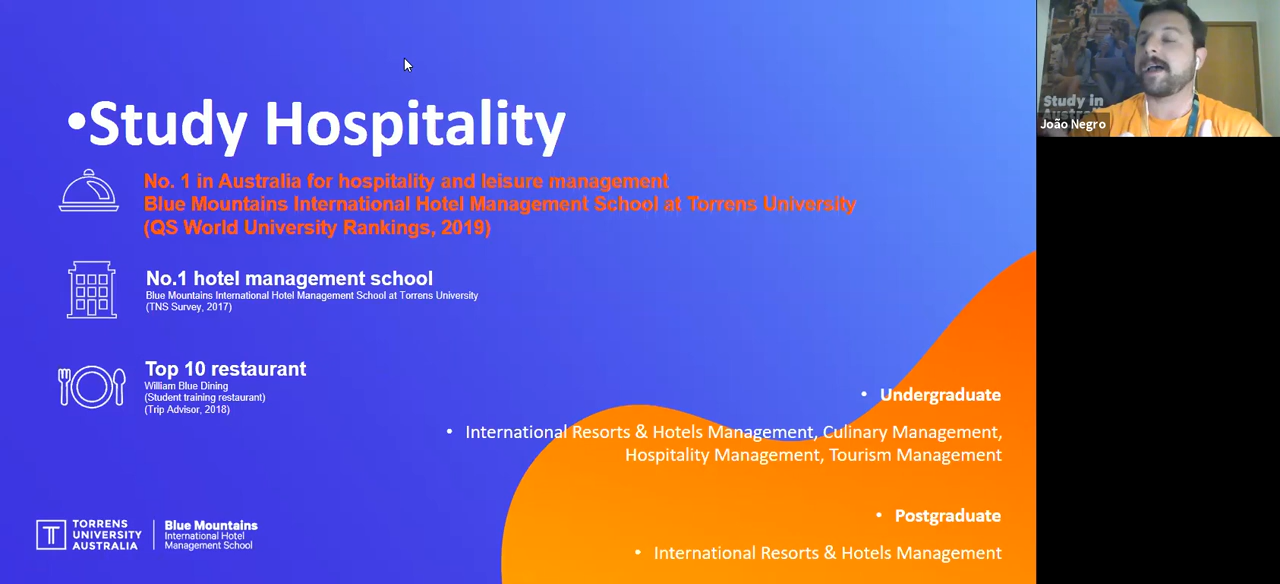 •Study Hospitality
No. 1 in Australia for hospitality and leisure management
Blue Mountains International Hotel Management School at Torrens University
(QS World University Rankings, 2019)
No.1 hotel management school
Blue Mountains International Hotel Management School at Torrens University
(TNS Survey, 2017)
Top 10 restaurant
William Blue Dining
(Student training restaurant)
(Trip Advisor, 2018)
• Undergraduate
• International Resorts & Hotels Management, Culinary Management,
Hospitality Management, Tourism Management
• Postgraduate
• International Resorts & Hotels Management
TORRENS
UNIVERSITY
AUSTRALIA
Blue Mountains
International Hotel
Management School
Study in
Australia
João Negro